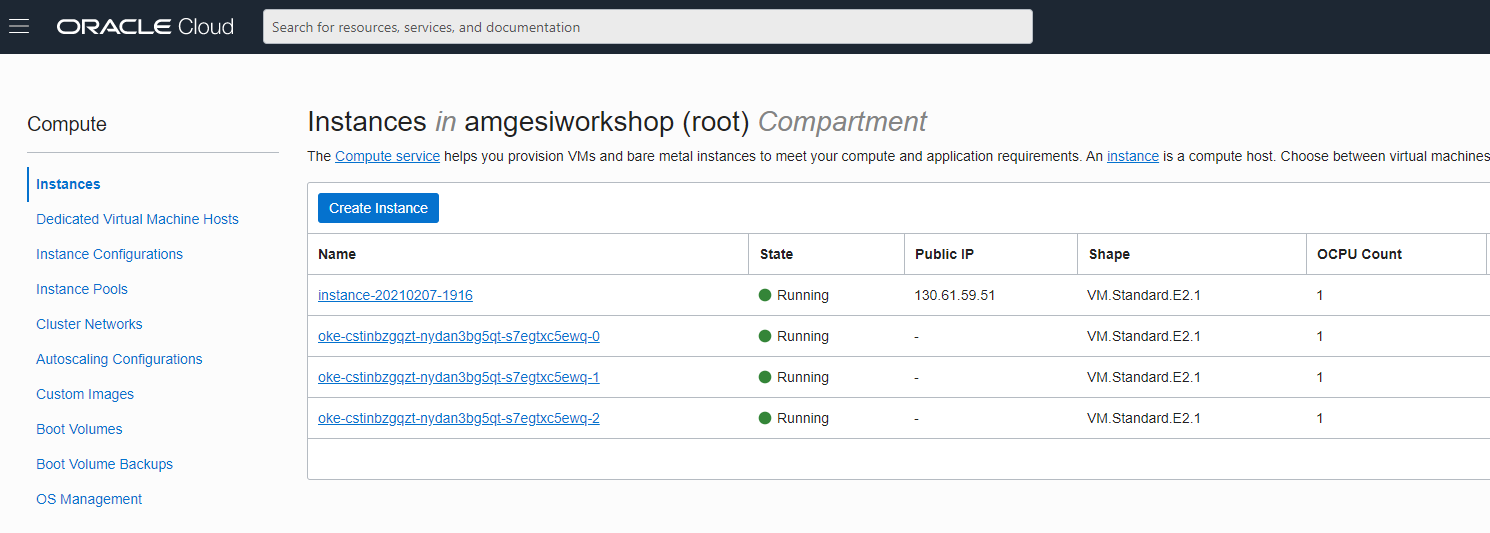 ORACLE Cloud
Search for resources, services, and documentation
Compute
Instances
Dedicated Virtual Machine Hosts
Instance Configurations
Instance Pools
Cluster Networks
Autoscaling Configurations
Custom Images
Boot Volumes
Boot Volume Backups
OS Management
Instances in amgesiworkshop (root) Compartment
The Compute service helps you provision VMs and bare metal instances to meet your compute and application requirements. An instance is a compute host. Choose between virtual machines
Create Instance
Name State Public IP Shape OCPU Count
instance-20210207-1916 Running 130.61.59.51 VM.Standard.E2.1 1
oke-cstinbzgqzt-nydan3bg5qt-s7egtxc5ewq-0 Running - VM.Standard.E2.1 1
oke-cstinbzgqzt-nydan3bg5qt-s7egtxc5ewq-1 Running - VM.Standard.E2.1 1
oke-cstinbzgqzt-nydan3bg5qt-s7egtxc5ewq-2 Running - VM.Standard.E2.1 1